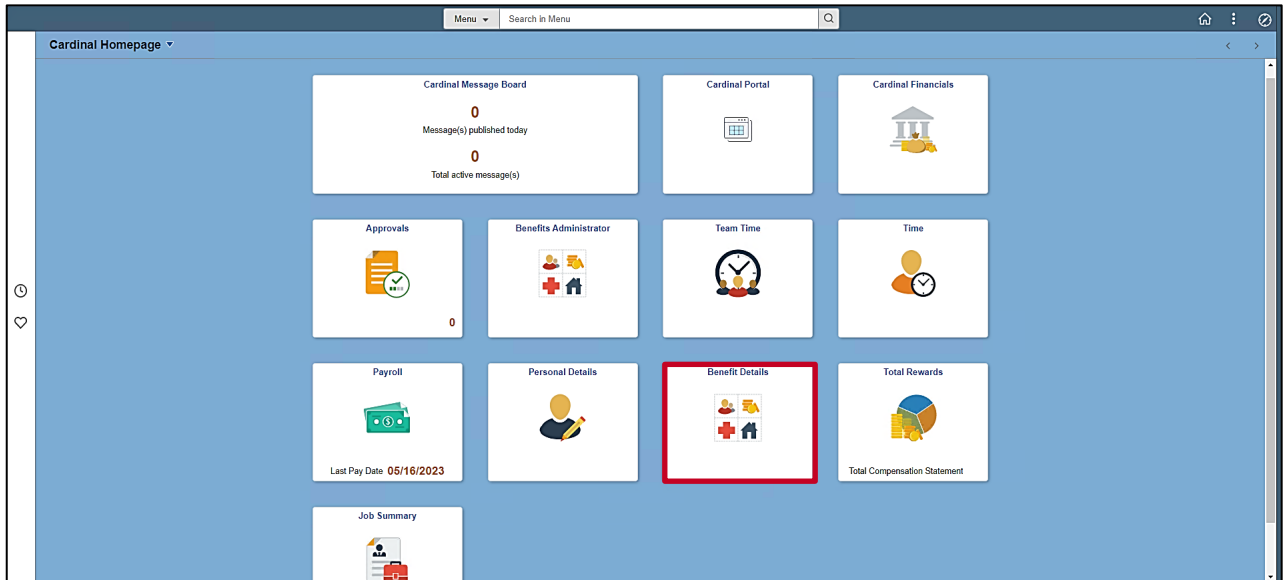 Menu
Search in Menu
Cardinal Homepage
Cardinal Message Board
0
Message(s) published today
0
Total active message(s)
Cardinal Portal
Cardinal Financials
Approvals
0
Benefits Administrator
Team Time
Time
Payroll
Last Pay Date 05/16/2023
Personal Details
Benefit Details
Total Rewards
Total Compensation Statement
Job Summary